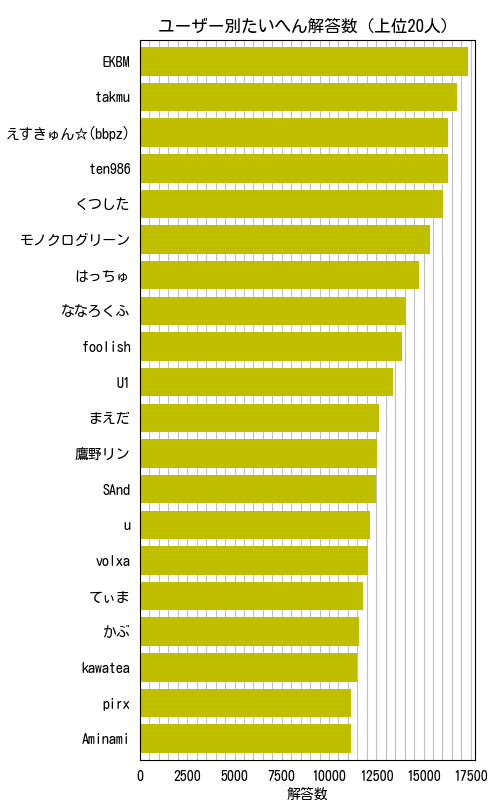 ユーザー別たいへん解答数 (上位20人)
EKBM
takmu
えすきゅん☆(bbpz)
ten986
くつした
モノクログリーン
はっちゅ
ななろくふ
foolish
U1
まえだ
鷹野リン
SAnd
u
volxa
てぃま
かぶ
kawatea
pirx
Aminami
0 2500 5000 7500 10000 12500 15000 17500
解答数